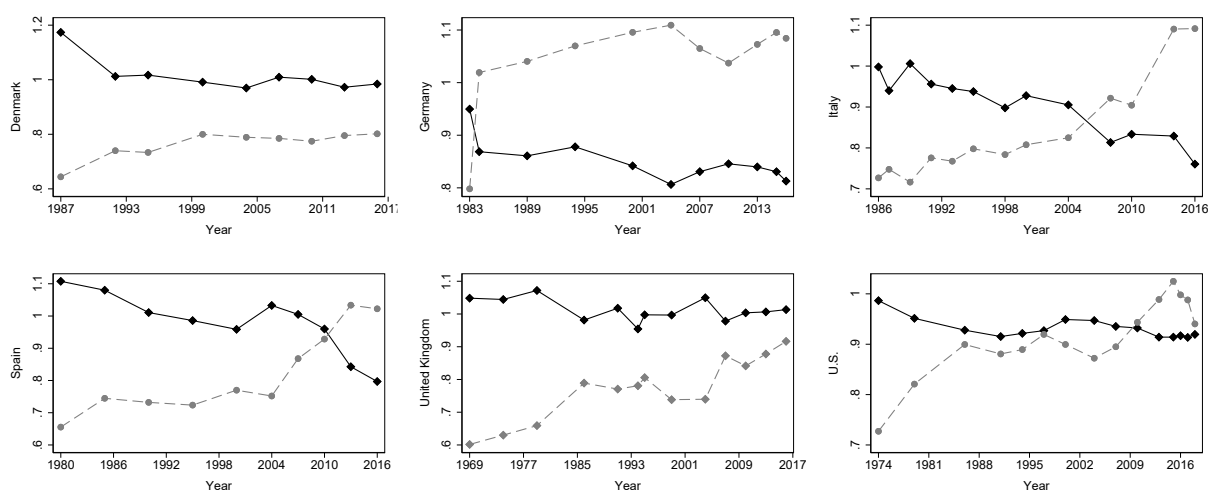 Denmark
1.2
1
.8
.6
1987 1993 1999 2005 2011 2017
Year
Germany
1.1
1
.9
.8
1983 1989 1995 2001 2007 2013
Year
Italy
1.1
1
.9
.8
.7
1986 1992 1998 2004 2010 2016
Year
Spain
1.1
1
.9
.8
.7
.6
1980 1986 1992 1998 2004 2010 2016
Year
United Kingdom
1.1
1
.9
.8
.7
.6
1969 1977 1985 1993 2001 2009 2017
Year
U.S.
1
.9
.8
.7
1974 1981 1988 1995 2002 2009 2016
Year